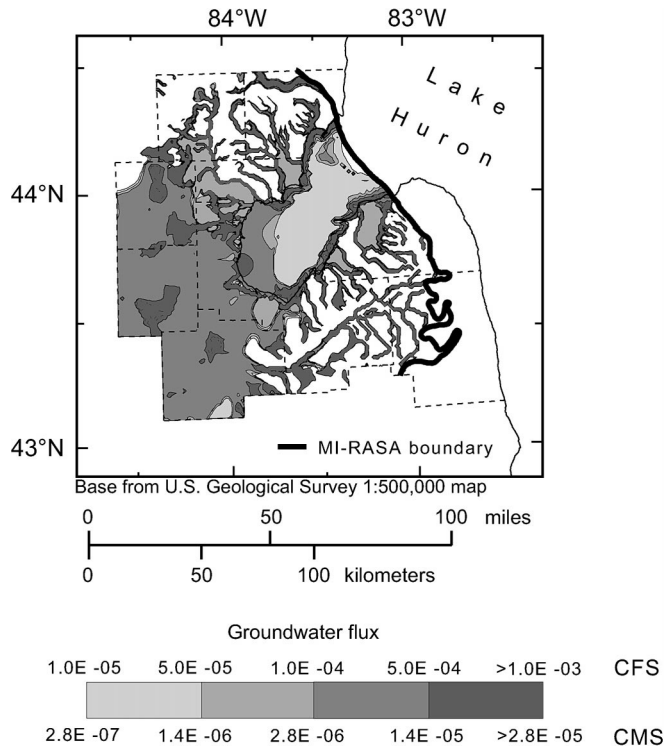 84°W 83°W
Lake
Huron
44°N
43°N
MI-RASA boundary
Base from U.S. Geological Survey 1:500,000 map
0 50 100 miles
0 50 100 kilometers
Groundwater flux
1.0E -05 5.0E -05 1.0E -04 5.0E -04 >1.0E -03 CFS
2.8E -07 1.4E -06 2.8E -06 1.4E -05 >2.8E -05 CMS